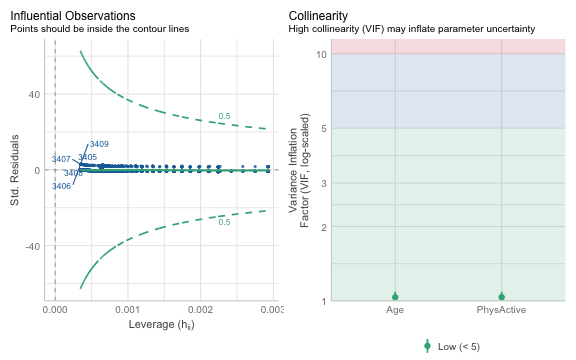 Influential Observations
Points should be inside the contour lines
40
0
-40
Std. Residuals
0.5
0.5
3409
3407
3405
3408
3406
0.000
0.001
0.002
0.003
Leverage (hii)
Collinearity
High collinearity (VIF) may inflate parameter uncertainty
10
5
3
2
1
Variance Inflation
Factor (VIF, log-scaled)
Age
PhysActive
Low (< 5)